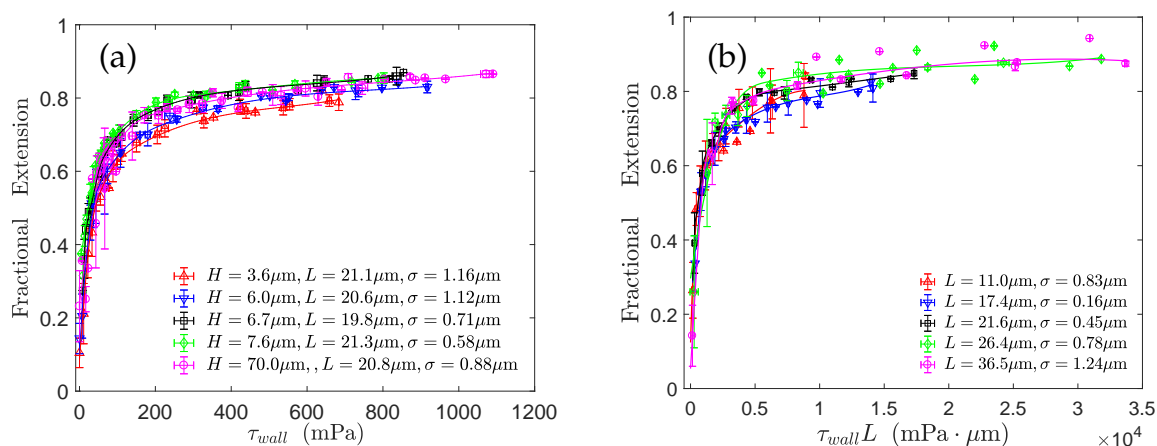 (a)
Fractional Extension
1
0.8
0.6
0.4
0.2
0
0 200 400 600 800 1000 1200
τ_wall (mPa)
H = 3.6μm, L = 21.1μm, σ = 1.16μm
H = 6.0μm, L = 20.6μm, σ = 1.12μm
H = 6.7μm, L = 19.8μm, σ = 0.71μm
H = 7.6μm, L = 21.3μm, σ = 0.58μm
H = 70.0μm, , L = 20.8μm, σ = 0.88μm
(b)
Fractional Extension
1
0.8
0.6
0.4
0.2
0
0 0.5 1 1.5 2 2.5 3 3.5
×10⁴
τ_wall L (mPa · μm)
L = 11.0μm, σ = 0.83μm
L = 17.4μm, σ = 0.16μm
L = 21.6μm, σ = 0.45μm
L = 26.4μm, σ = 0.78μm
L = 36.5μm, σ = 1.24μm